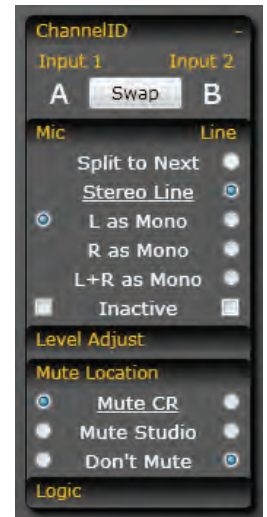 ChannelID -
Input 1 Input 2
A Swap B
Mic Line
Split to Next
Stereo Line
L as Mono
R as Mono
L+R as Mono
Inactive
Level Adjust
Mute Location
Mute CR
Mute Studio
Don't Mute
Logic